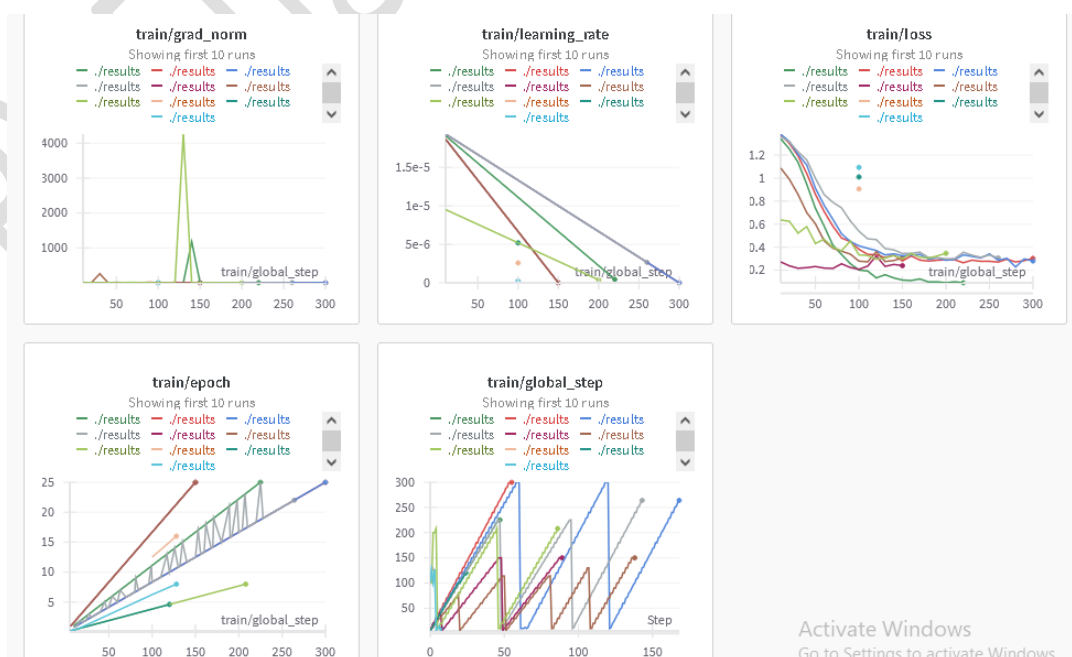 train/grad_norm
Showing first 10 runs
./results ./results ./results
./results ./results ./results
./results ./results ./results
./results
4000
3000
2000
1000
train/global_step
50 100 150 200 250 300
train/learning_rate
Showing first 10 runs
./results ./results ./results
./results ./results ./results
./results ./results ./results
./results
1.5e-5
1e-5
5e-6
0
train/global_step
50 100 150 200 250 300
train/loss
Showing first 10 runs
./results ./results ./results
./results ./results ./results
./results ./results ./results
./results
1.2
1
0.8
0.6
0.4
0.2
train/global_step
50 100 150 200 250 300
train/epoch
Showing first 10 runs
./results ./results ./results
./results ./results ./results
./results ./results ./results
./results
25
20
15
10
5
train/global_step
50 100 150 200 250 300
train/global_step
Showing first 10 runs
./results ./results ./results
./results ./results ./results
./results ./results ./results
./results
300
250
200
150
100
50
Step
0 50 100 150
Activate Windows
Go to Settings to activate Windows